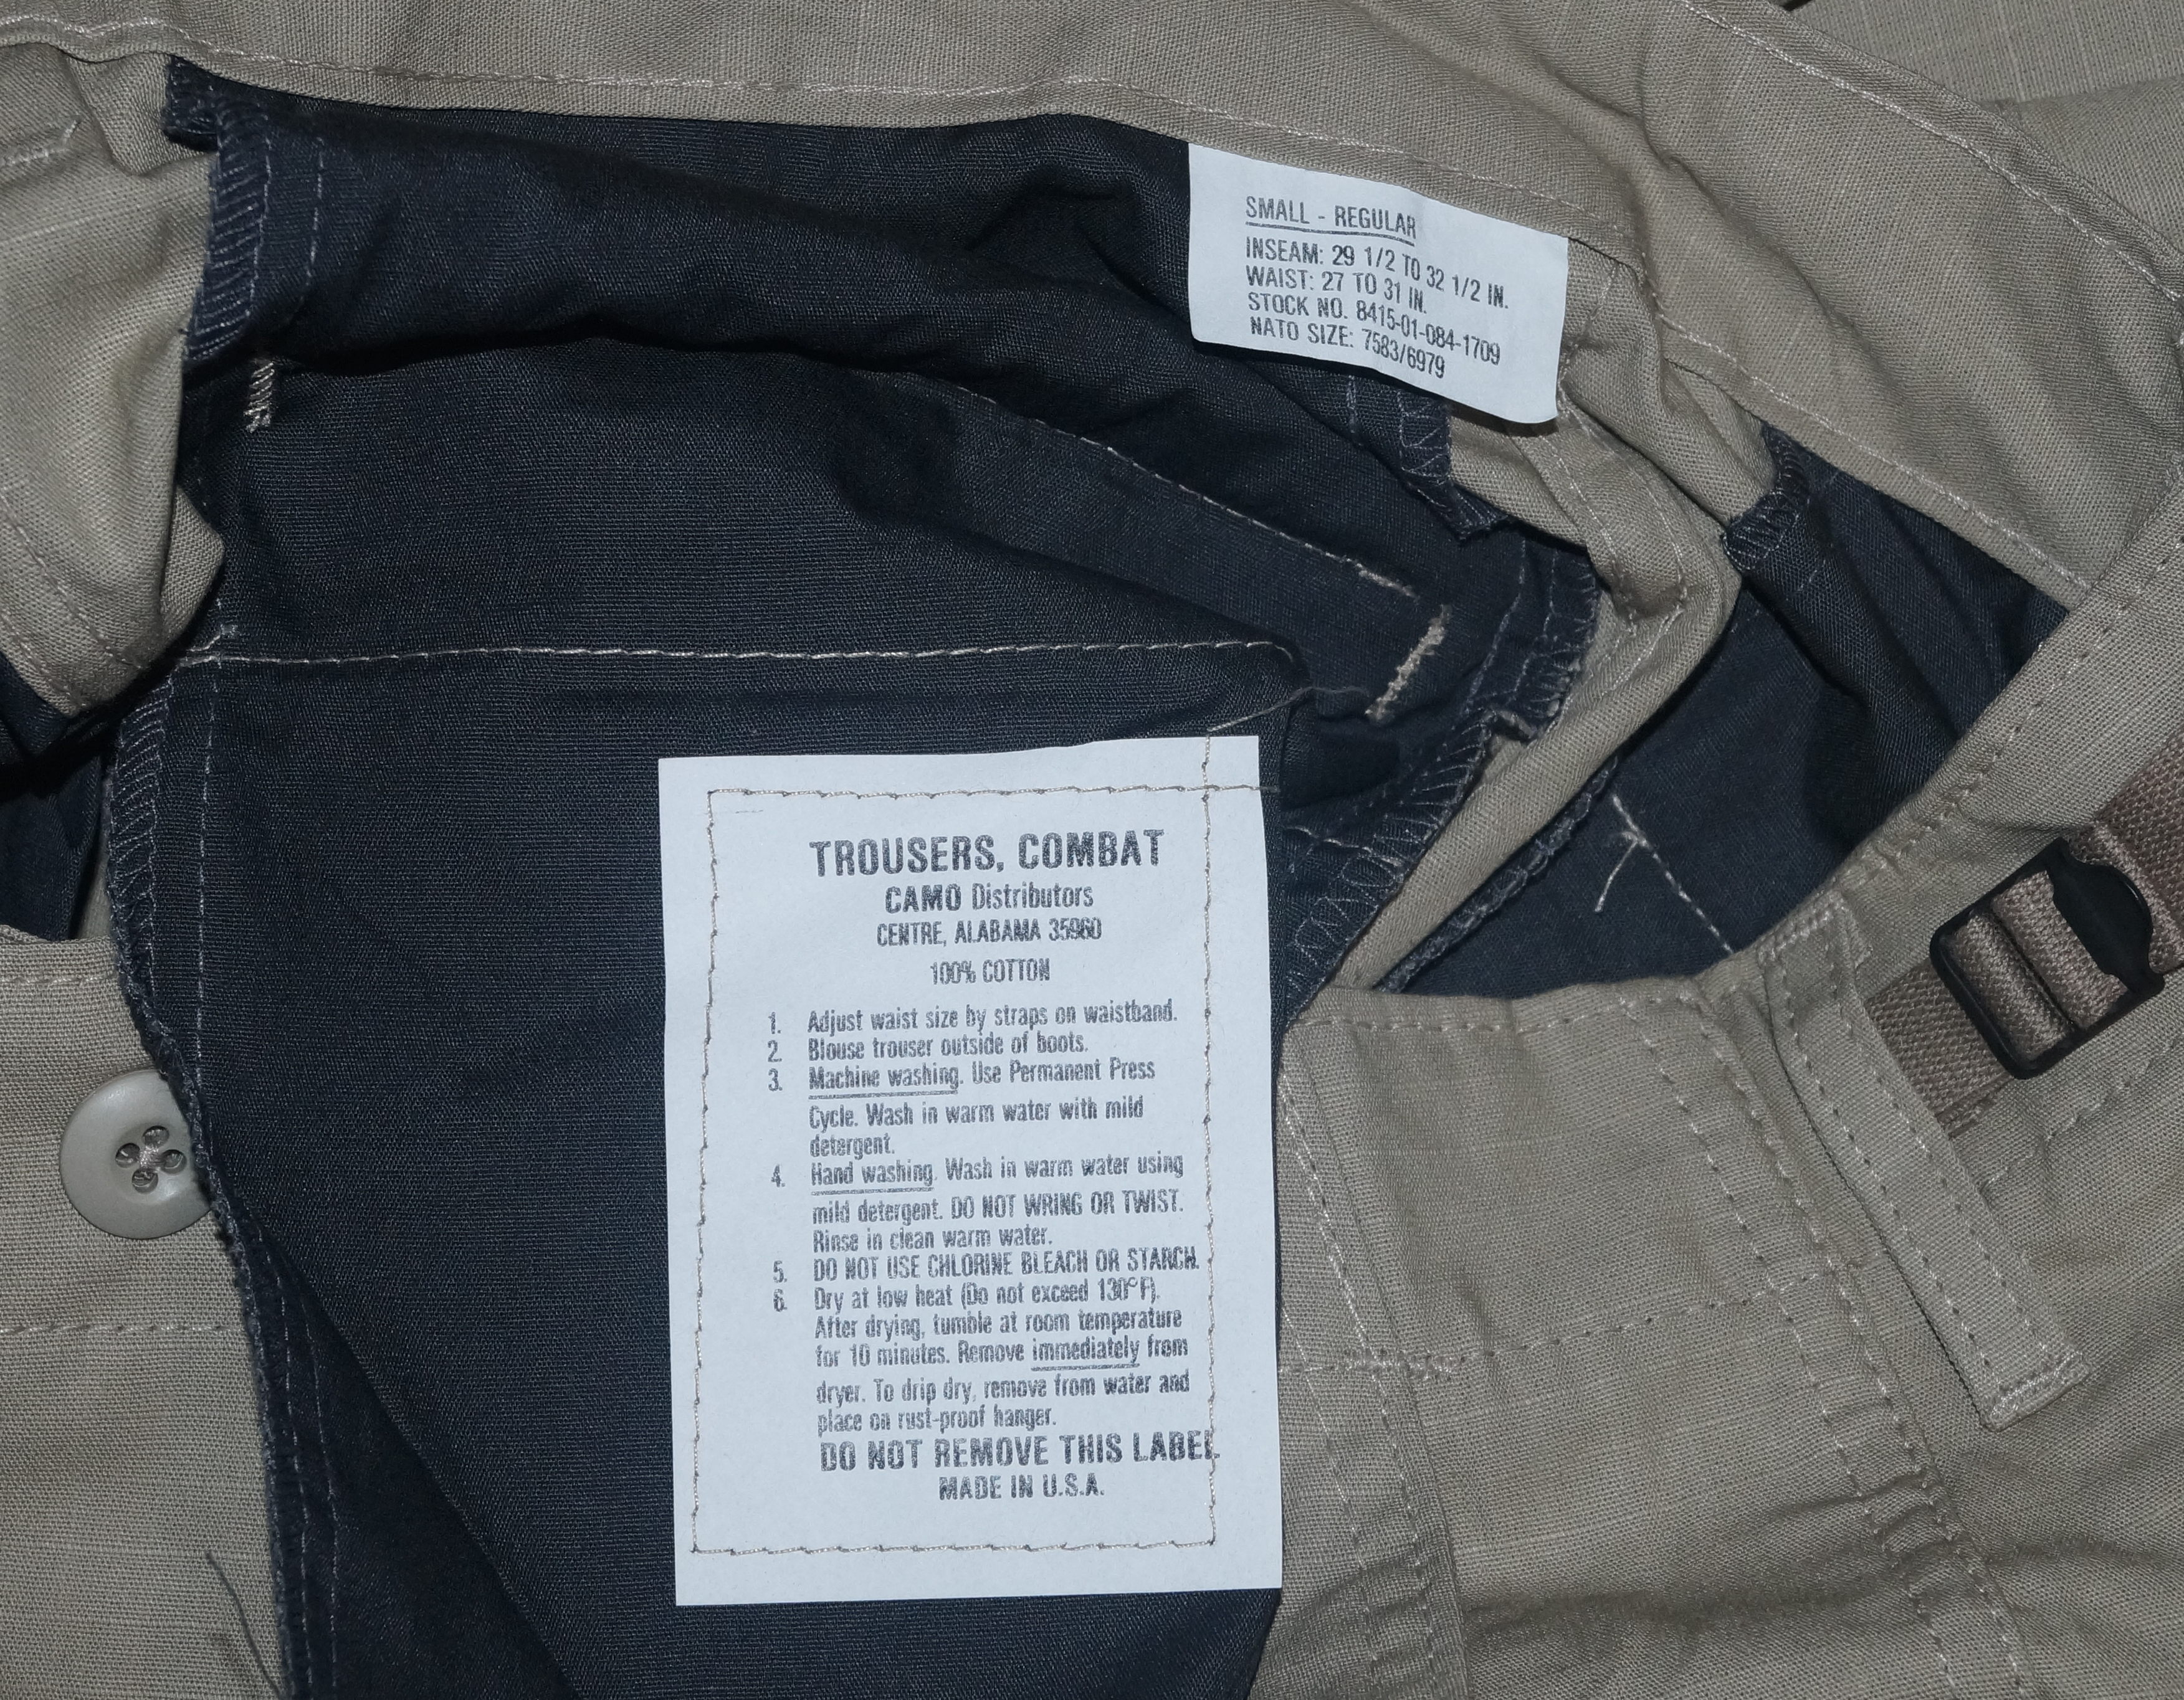 SMALL - REGULAR
INSEAM: 29 1/2 TO 32 1/2 IN.
WAIST: 27 TO 31 IN.
STOCK NO. 8415-01-084-1709
NATO SIZE: 7583/6979
TROUSERS, COMBAT
CAMO Distributors
CENTRE, ALABAMA 35960
100% COTTON
1. Adjust waist size by straps on waistband.
2. Blouse trouser outside of boots.
3. Machine washing. Use Permanent Press
Cycle. Wash in warm water with mild
detergent.
4. Hand washing. Wash in warm water using
mild detergent. DO NOT WRING OR TWIST.
Rinse in clean warm water.
5. DO NOT USE CHLORINE BLEACH OR STARCH.
6. Dry at low heat (Do not exceed 130°F).
After drying, tumble at room temperature
for 10 minutes. Remove immediately from
dryer. To drip dry, remove from water and
place on rust-proof hanger.
DO NOT REMOVE THIS LABEL
MADE IN U.S.A.